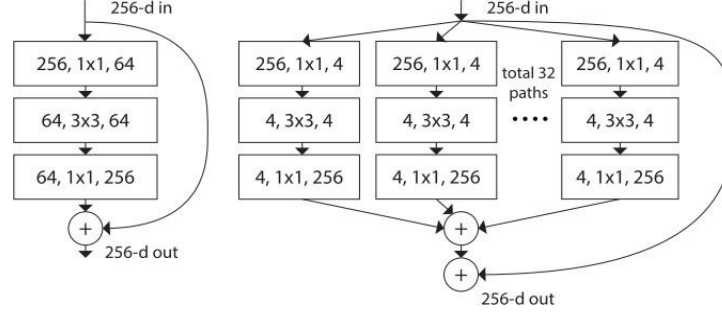 256-d in
256, 1x1, 64
64, 3x3, 64
64, 1x1, 256
+
256-d out
256-d in
256, 1x1, 4
256, 1x1, 4
256, 1x1, 4
total 32
paths
4, 3x3, 4
4, 3x3, 4
....
4, 3x3, 4
4, 1x1, 256
4, 1x1, 256
4, 1x1, 256
+
+
256-d out